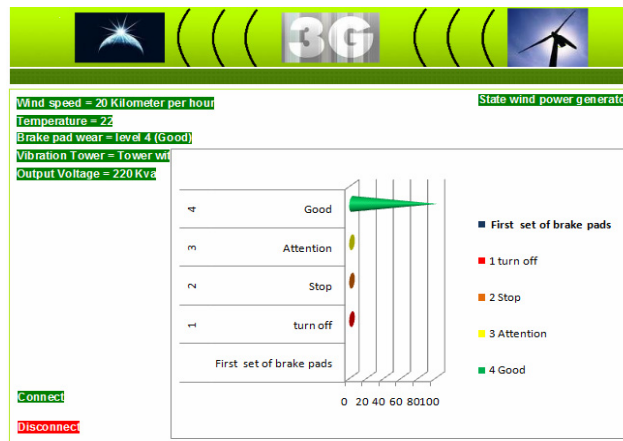 3G
Wind speed = 20 Kilometer per hour
State wind power generato
Temperature = 22
Brake pad wear = level 4 (Good)
Vibration Tower = Tower wit
Output Voltage = 220 Kva
4 Good
3 Attention
2 Stop
1 turn off
First set of brake pads
0 20 40 60 80 100
First set of brake pads
1 turn off
2 Stop
3 Attention
4 Good
Connect
Disconnect